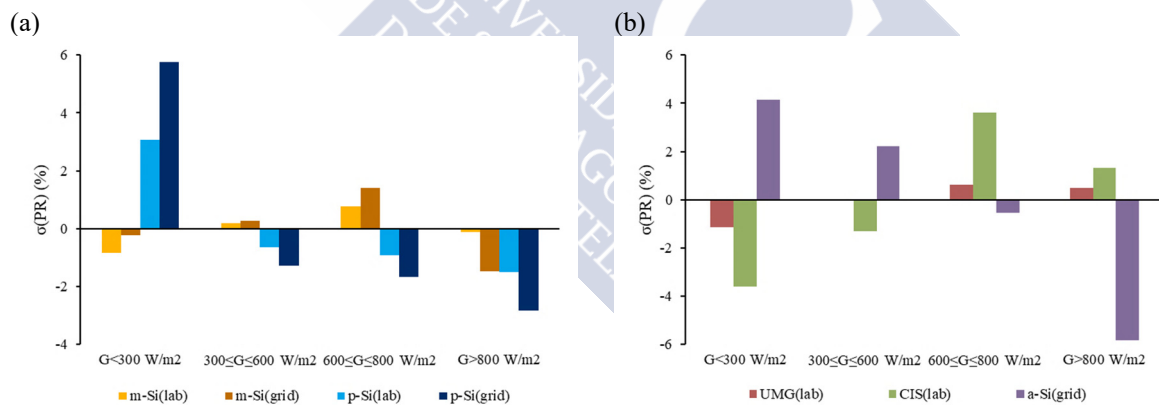 (a)
6
4
2
0
-2
-4
σ(PR) (%)
G<300 W/m2 300≤G≤600 W/m2 600≤G≤800 W/m2 G>800 W/m2
m-Si(lab) m-Si(grid) p-Si(lab) p-Si(grid)
(b)
6
4
2
0
-2
-4
-6
σ(PR) (%)
G<300 W/m2 300≤G≤600 W/m2 600≤G≤800 W/m2 G>800 W/m2
UMG(lab) CIS(lab) a-Si(grid)